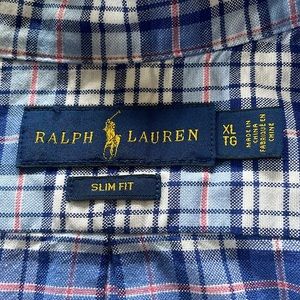 RALPH LAUREN
XL
TG
MADE IN
CHINA
FABRIQUÉ EN
CHINE
SLIM FIT